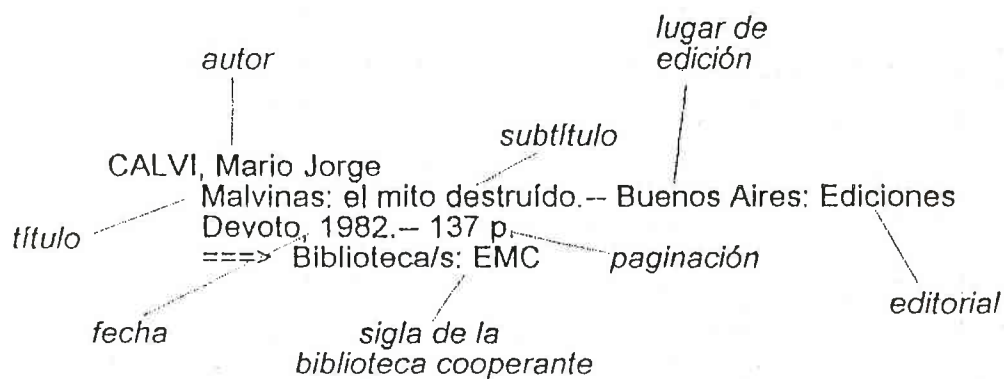 lugar de
edición
autor
subtítulo
CALVI, Mario Jorge
Malvinas: el mito destruído.-- Buenos Aires: Ediciones
título
Devoto, 1982.-- 137 p.
===> Biblioteca/s: EMC
paginación
editorial
fecha
sigla de la
biblioteca cooperante